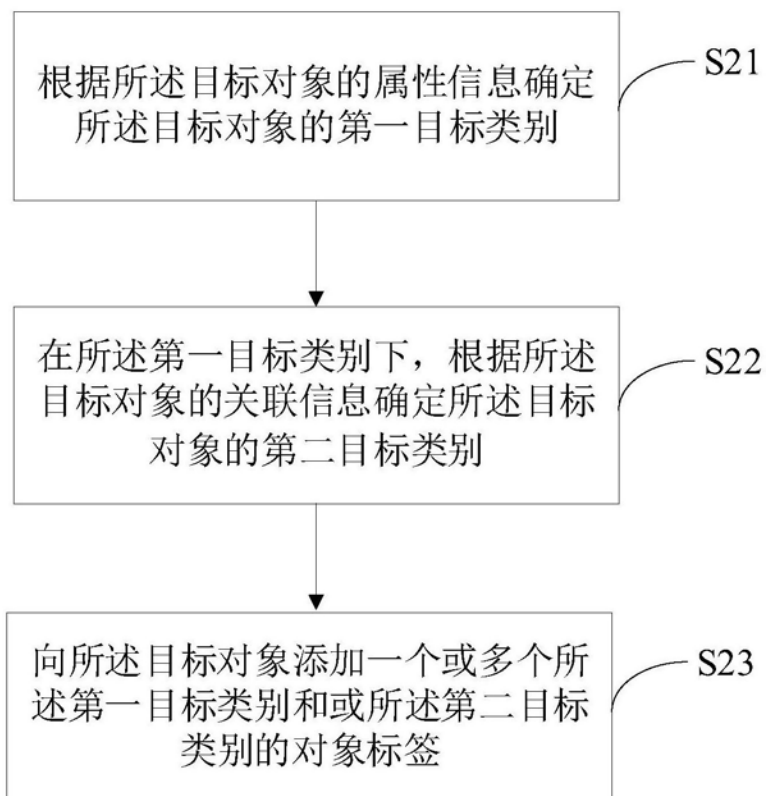 根据所述目标对象的属性信息确定
所述目标对象的第一目标类别
S21
在所述第一目标类别下，根据所述
目标对象的关联信息确定所述目标
对象的第二目标类别
S22
向所述目标对象添加一个或多个所
述第一目标类别和或所述第二目标
类别的对象标签
S23